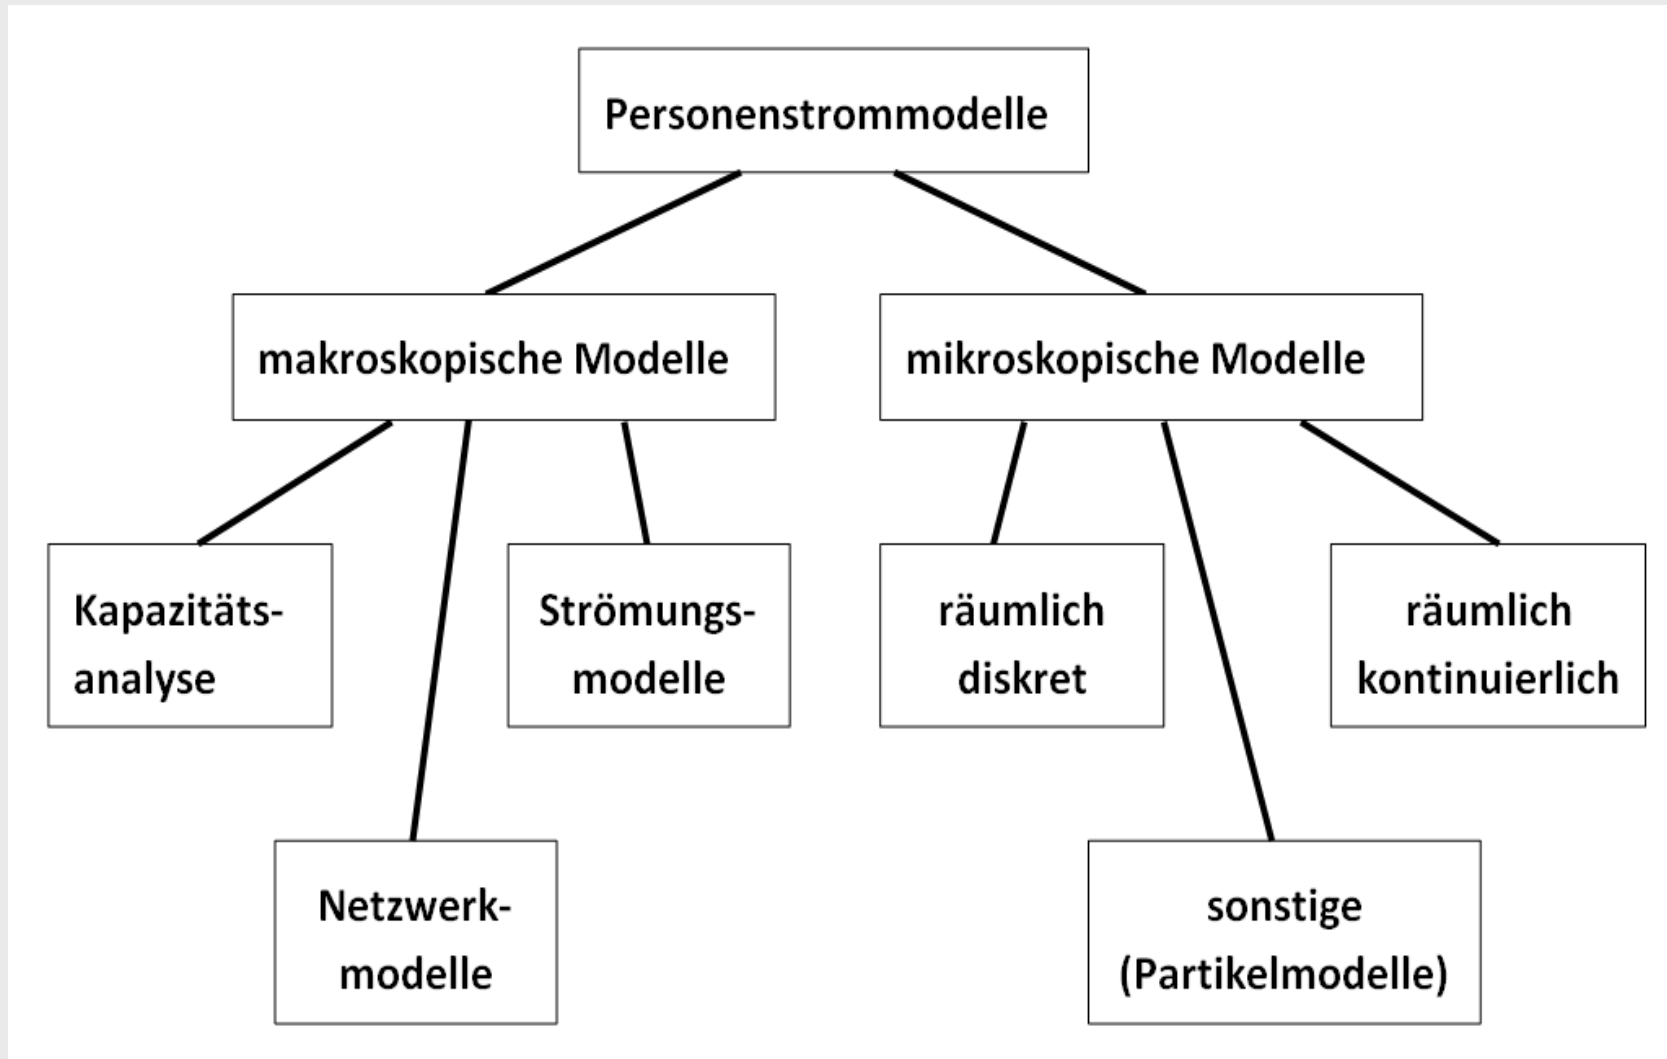 Personenstrommodelle
makroskopische Modelle
mikroskopische Modelle
Kapazitäts-
analyse
Strömungs-
modelle
räumlich
diskret
räumlich
kontinuierlich
Netzwerk-
modelle
sonstige
(Partikelmodelle)